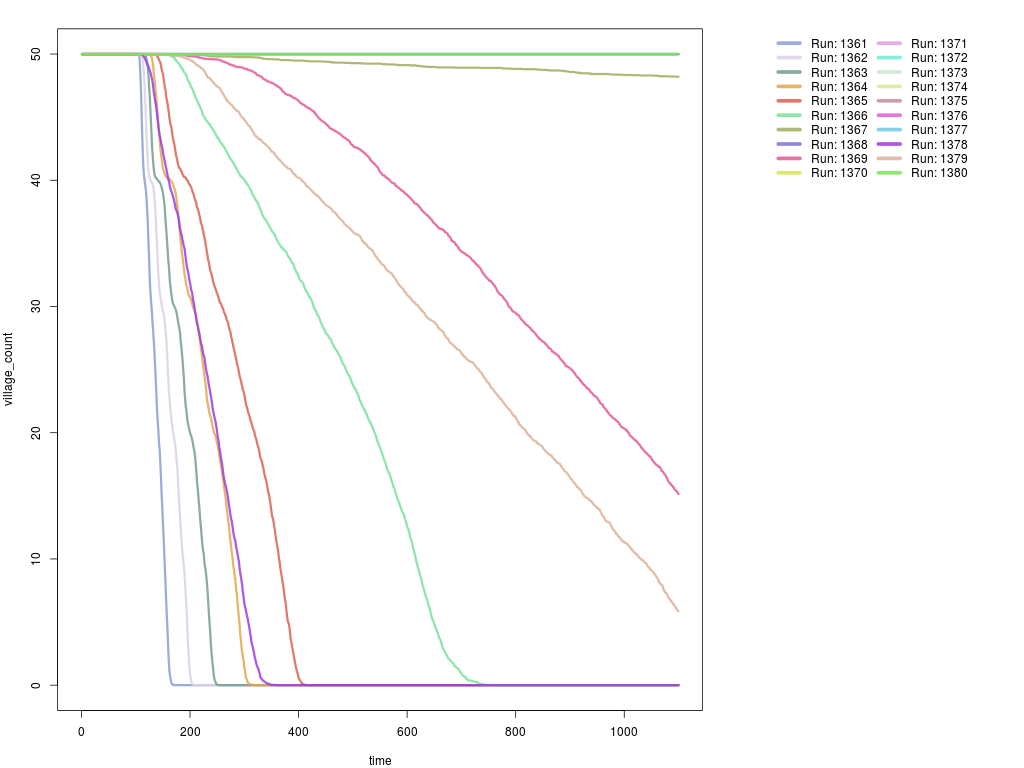 50
40
30
20
10
0
village_count
0 200 400 600 800 1000
time
Run: 1361 Run: 1371
Run: 1362 Run: 1372
Run: 1363 Run: 1373
Run: 1364 Run: 1374
Run: 1365 Run: 1375
Run: 1366 Run: 1376
Run: 1367 Run: 1377
Run: 1368 Run: 1378
Run: 1369 Run: 1379
Run: 1370 Run: 1380